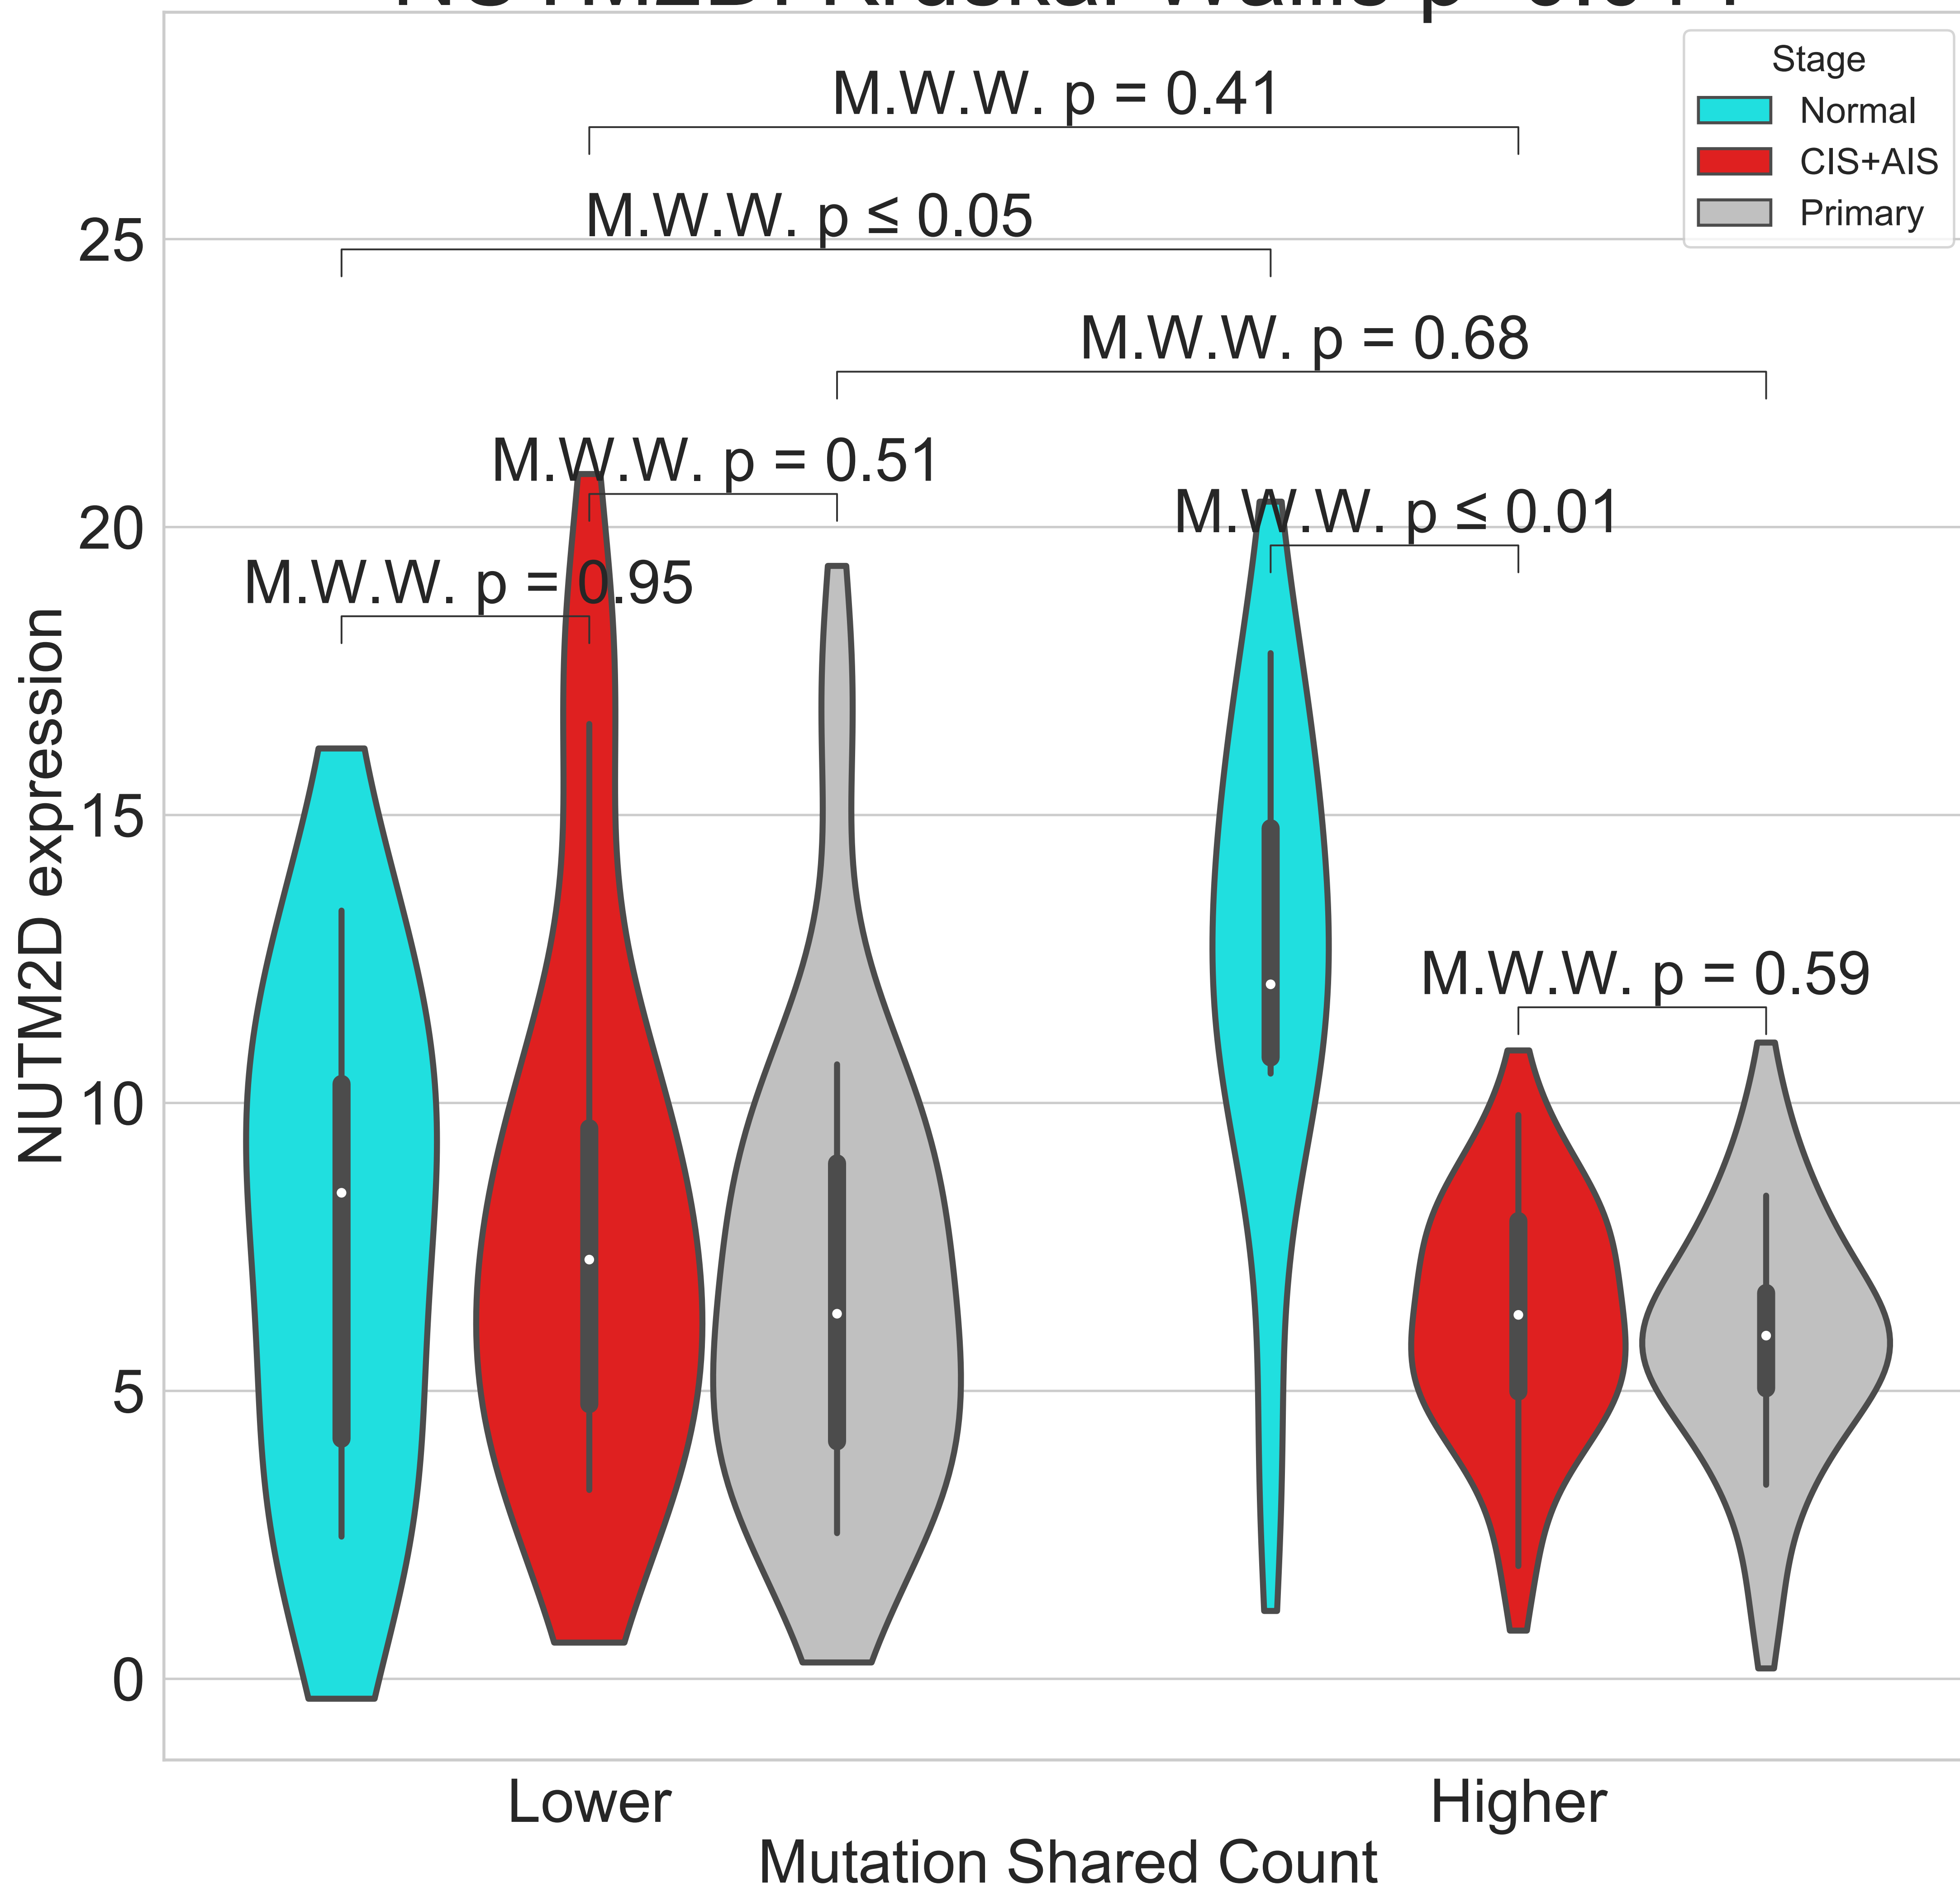 Stage
Normal
CIS+AIS
Primary
M.W.W. p = 0.41
M.W.W. p ≤ 0.05
M.W.W. p = 0.68
M.W.W. p = 0.51
M.W.W. p ≤ 0.01
M.W.W. p = 0.95
M.W.W. p = 0.59
25
20
15
10
5
0
NUTM2D expression
Lower
Higher
Mutation Shared Count